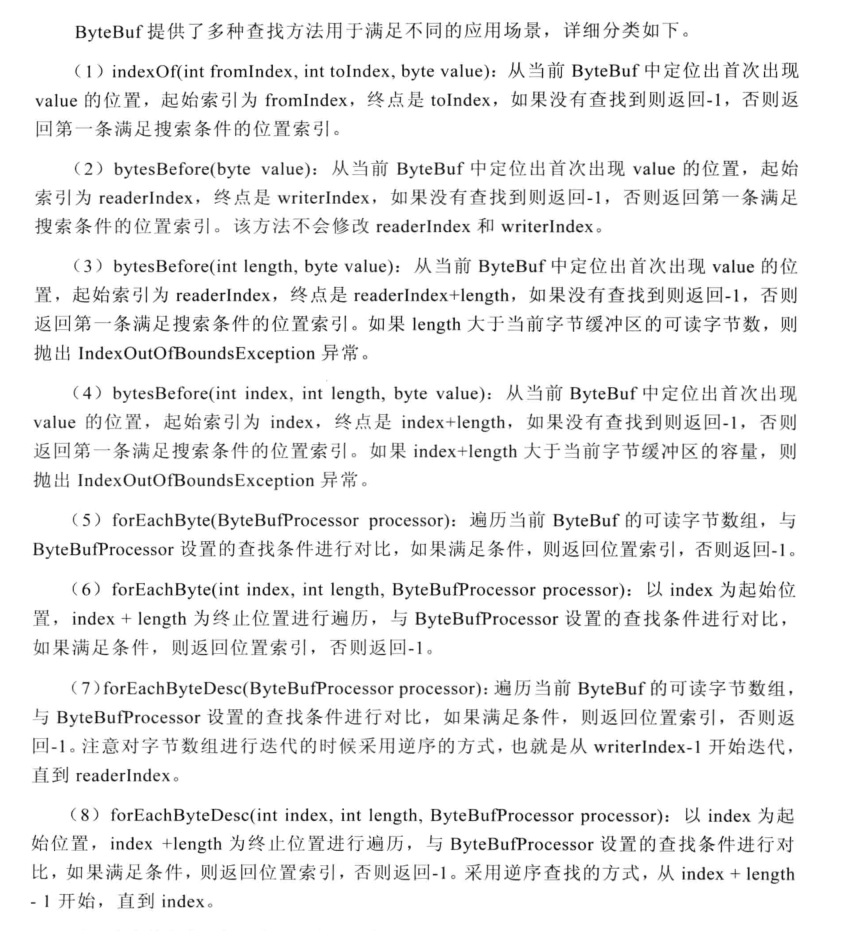 ByteBuf 提供了多种查找方法用于满足不同的应用场景，详细分类如下。
（1）indexOf(int fromIndex, int toIndex, byte value)：从当前 ByteBuf 中定位出首次出现
value 的位置，起始索引为 fromIndex，终点是 toIndex，如果没有查找到则返回-1，否则返
回第一条满足搜索条件的位置索引。
（2）bytesBefore(byte value)：从当前 ByteBuf 中定位出首次出现 value 的位置，起始
索引为 readerIndex，终点是 writerIndex，如果没有查找到则返回-1，否则返回第一条满足
搜索条件的位置索引。该方法不会修改 readerIndex 和 writerIndex。
（3）bytesBefore(int length, byte value)：从当前 ByteBuf 中定位出首次出现 value 的位
置，起始索引为 readerIndex，终点是 readerIndex+length，如果没有查找到则返回-1，否则
返回第一条满足搜索条件的位置索引。如果 length 大于当前字节缓冲区的可读字节数，则
抛出 IndexOutOfBoundsException 异常。
（4）bytesBefore(int index, int length, byte value)：从当前 ByteBuf 中定位出首次出现
value 的位置，起始索引为 index，终点是 index+length，如果没有查找到则返回-1，否则
返回第一条满足搜索条件的位置索引。如果 index+length 大于当前字节缓冲区的容量，则
抛出 IndexOutOfBoundsException 异常。
（5）forEachByte(ByteBufProcessor processor)：遍历当前 ByteBuf 的可读字节数组，与
ByteBufProcessor 设置的查找条件进行对比，如果满足条件，则返回位置索引，否则返回-1。
（6）forEachByte(int index, int length, ByteBufProcessor processor)：以 index 为起始位
置，index + length 为终止位置进行遍历，与 ByteBufProcessor 设置的查找条件进行对比，
如果满足条件，则返回位置索引，否则返回-1。
（7）forEachByteDesc(ByteBufProcessor processor)：遍历当前 ByteBuf 的可读字节数组，
与 ByteBufProcessor 设置的查找条件进行对比，如果满足条件，则返回位置索引，否则返
回-1。注意对字节数组进行迭代的时候采用逆序的方式，也就是从 writerIndex-1 开始迭代，
直到 readerIndex。
（8）forEachByteDesc(int index, int length, ByteBufProcessor processor)：以 index 为起
始位置，index +length 为终止位置进行遍历，与 ByteBufProcessor 设置的查找条件进行对
比，如果满足条件，则返回位置索引，否则返回-1。采用逆序查找的方式，从 index + length
- 1 开始，直到 index。